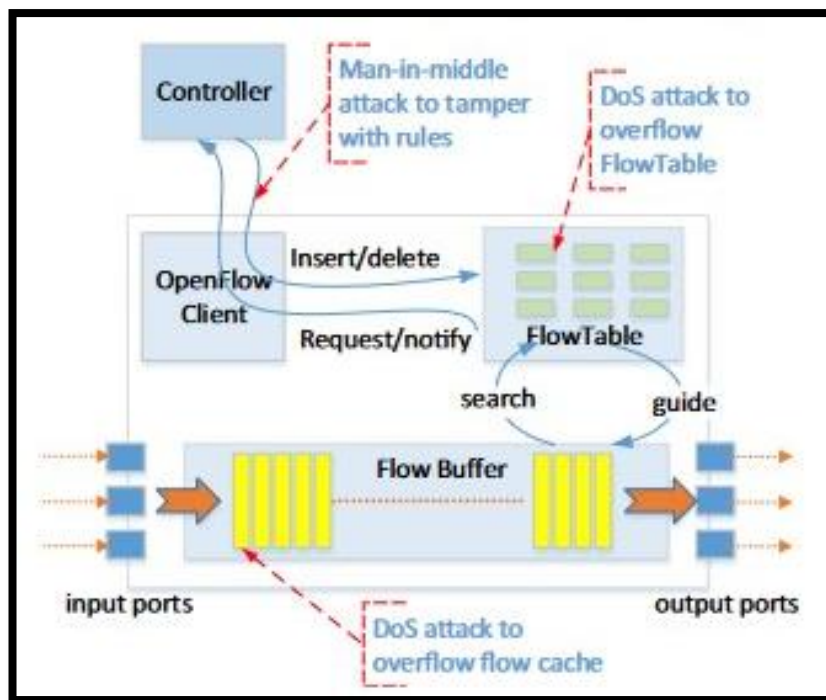 Controller
Man-in-middle
attack to tamper
with rules
DoS attack to
overflow
FlowTable
OpenFlow
Client
Insert/delete
Request/notify
FlowTable
search
guide
Flow Buffer
input ports
output ports
DoS attack to
overflow flow cache